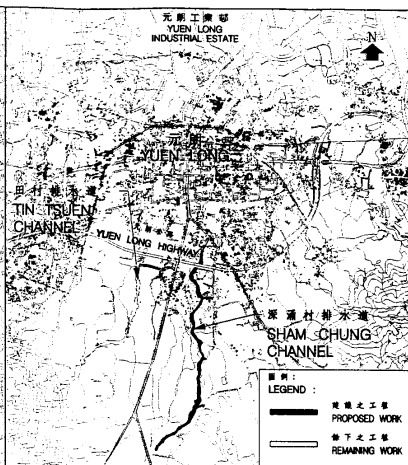 元朗工業邨
YUEN LONG
INDUSTRIAL ESTATE
N
元朗
YUEN LONG
田村排水道
TIN TSUEN
CHANNEL
YUEN LONG HIGHWAY
深涌村排水道
SHAM CHUNG
CHANNEL
圖例：
LEGEND :
建議之工程
PROPOSED WORK
餘下之工程
REMAINING WORK